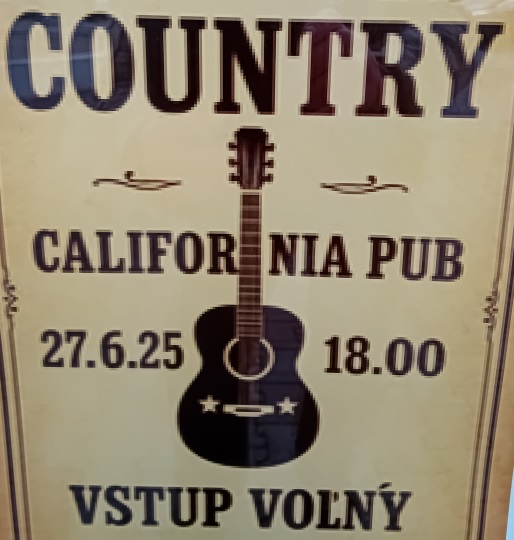 COUNTRY
CALIFORNIA PUB
27.6.25 18.00
VSTUP VOĽNÝ